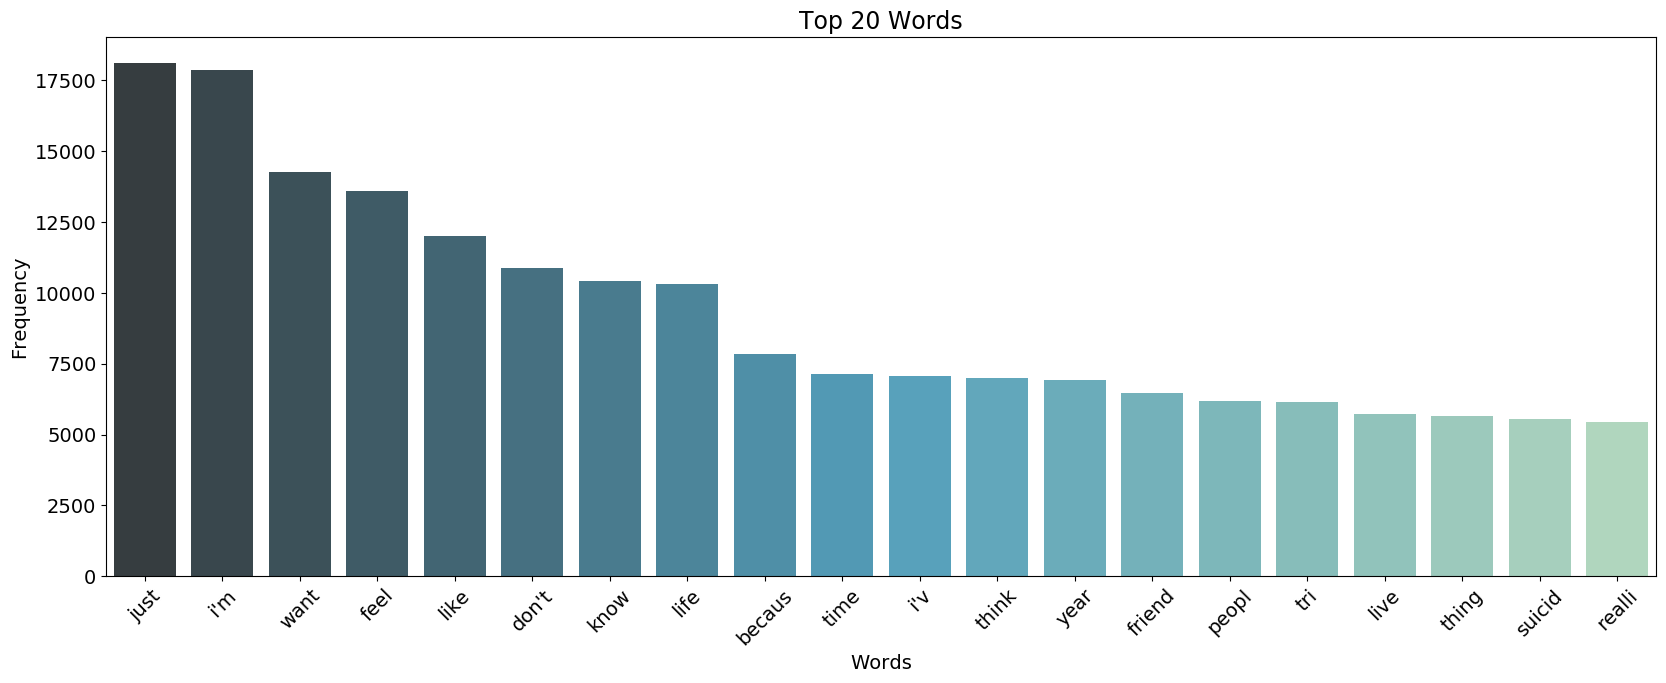 Top 20 Words
17500
15000
12500
10000
7500
5000
2500
0
Frequency
just i'm want feel like don't know life becaus time i'v think year friend peopl tri live thing suicid realli
Words